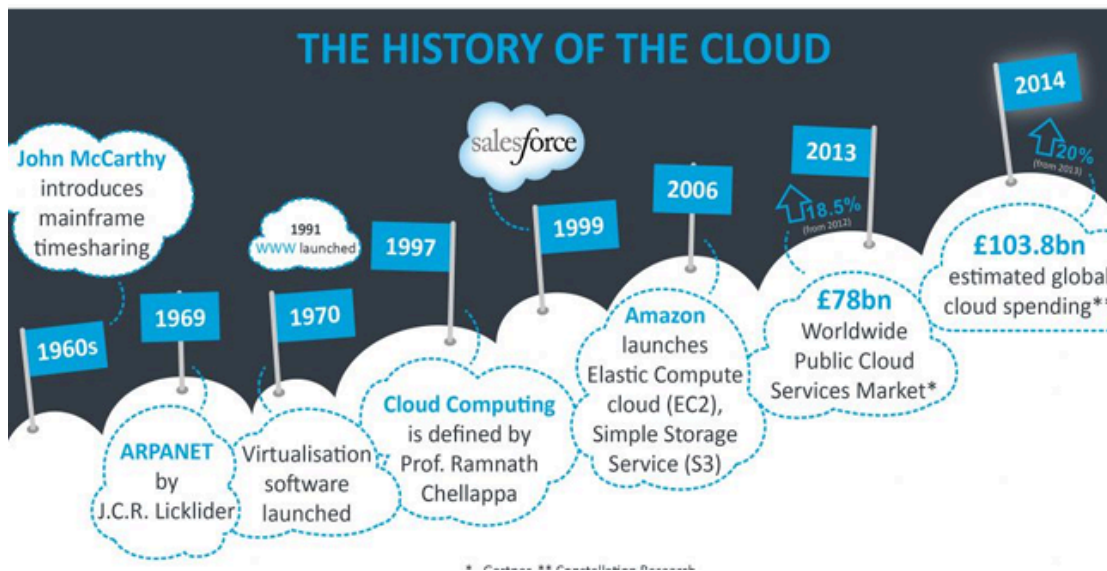 THE HISTORY OF THE CLOUD
John McCarthy
introduces
mainframe
timesharing
1960s
1969
ARPANET
by
J.C.R. Licklider
1970
Virtualisation
software
launched
1991
WWW launched
1997
Cloud Computing
is defined by
Prof. Ramnath
Chellappa
salesforce
1999
2006
Amazon
launches
Elastic Compute
cloud (EC2),
Simple Storage
Service (S3)
2013
18.5%
(from 2012)
£78bn
Worldwide
Public Cloud
Services Market*
2014
20%
(from 2013)
£103.8bn
estimated global
cloud spending**
* Gartner ** Constellation Research